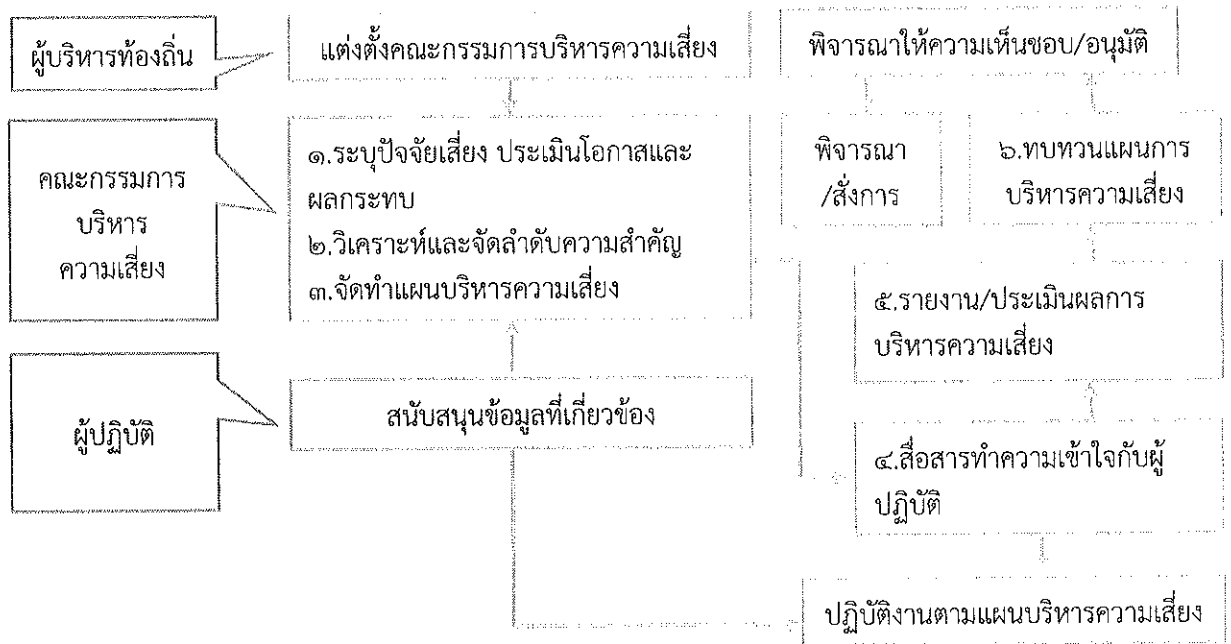 ผู้บริหารท้องถิ่น
แต่งตั้งคณะกรรมการบริหารความเสี่ยง
พิจารณาให้ความเห็นชอบ/อนุมัติ
คณะกรรมการ
บริหาร
ความเสี่ยง
๑.ระบุปัจจัยเสี่ยง ประเมินโอกาสและ
ผลกระทบ
๒.วิเคราะห์และจัดลำดับความสำคัญ
๓.จัดทำแผนบริหารความเสี่ยง
พิจารณา
/สั่งการ
๖.ทบทวนแผนการ
บริหารความเสี่ยง
๕.รายงาน/ประเมินผลการ
บริหารความเสี่ยง
ผู้ปฏิบัติ
สนับสนุนข้อมูลที่เกี่ยวข้อง
๔.สื่อสารทำความเข้าใจกับผู้
ปฏิบัติ
ปฏิบัติงานตามแผนบริหารความเสี่ยง